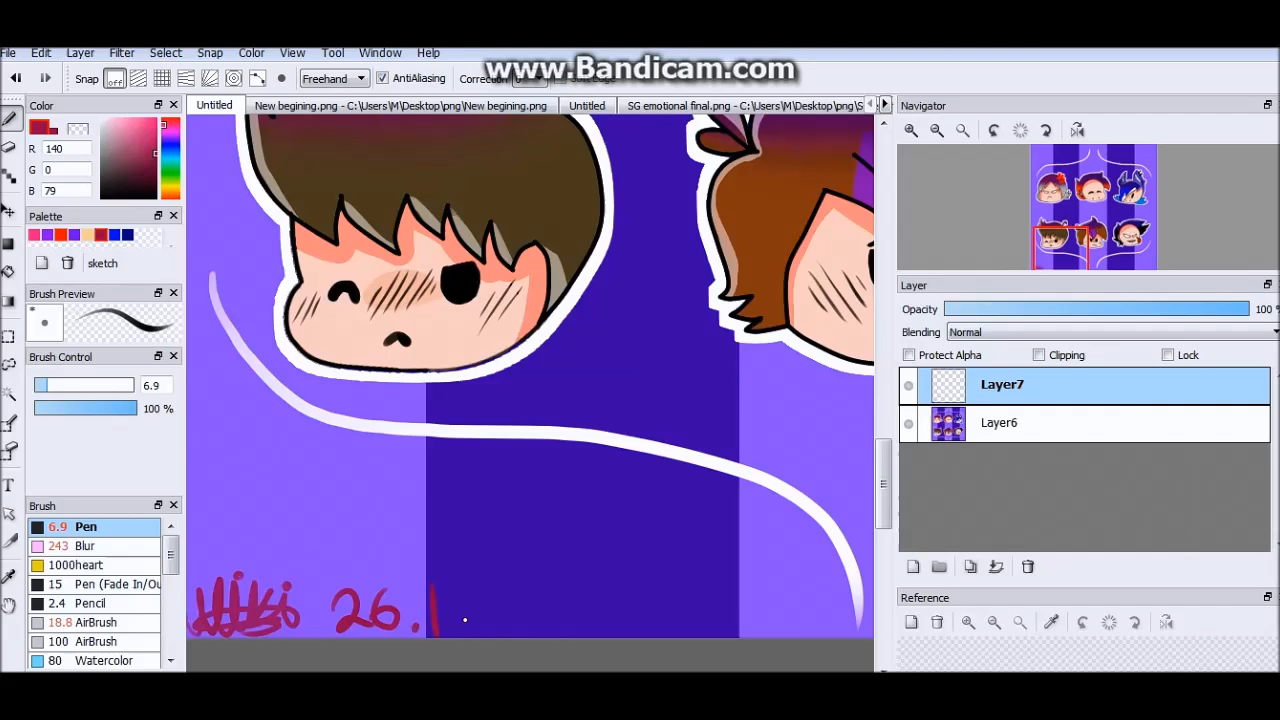 www.Bandicam.com
File Edit Layer Filter Select Snap Color View Tool Window Help
Snap off Freehand AntiAliasing Correction
Color
Untitled
New begining.png - C:\Users\M\Desktop\png\New begining.png
Untitled
SG emotional final.png - C:\Users\M\Desktop\png\S
Navigator
R 140
G 0
B 79
Palette
sketch
Brush Preview
Brush Control
6.9
100 %
Brush
6.9 Pen
243 Blur
1000heart
15 Pen (Fade In/Ou
2.4 Pencil
18.8 AirBrush
100 AirBrush
80 Watercolor
26.1
Layer
Opacity 100 %
Blending Normal
Protect Alpha Clipping Lock
Layer7
Layer6
Reference